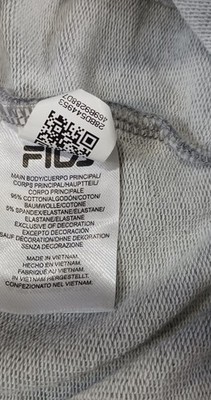 28BD544953
FILA
MAIN BODY/CUERPO PRINCIPAL/
CORPS PRINCIPAL/HAUPTTEIL/
CORPO PRINCIPALE
95% COTTON/ALGODÓN/COTON/
BAUMWOLLE/COTONE
5% SPANDEX/ELASTANE/ELASTANE/
ELASTANE/ELASTANE
EXCLUSIVE OF DECORATION
EXCEPTO DECORACIÓN
SAUF DÉCORATION/OHNE DEKORATION
SENZA DECORAZIONE
MADE IN VIETNAM.
HECHO EN VIETNAM.
FABRIQUÉ AU VIETNAM.
IN VIETNAM HERGESTELLT.
CONFEZIONATO NEL VIETNAM.